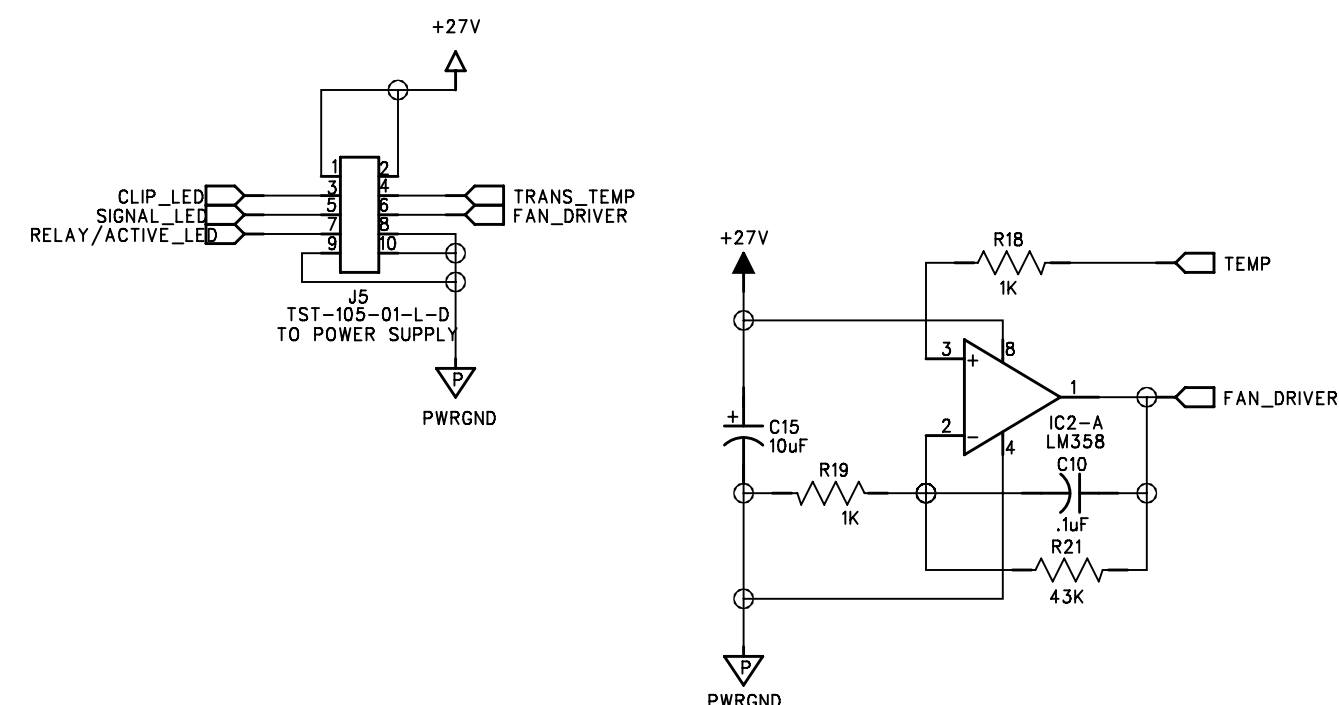 +27V
1 2
CLIP_LED 3 4 TRANS_TEMP
SIGNAL_LED 5 6 FAN_DRIVER
RELAY/ACTIVE_LED 7 8
9 10
J5
TST-105-01-L-D
TO POWER SUPPLY
P
PWRGND
+27V
R18
1K
TEMP
3
+
8
1
FAN_DRIVER
2
-
4
IC2-A
LM358
+
C15
10uF
R19
1K
C10
.1uF
R21
43K
P
PWRGND